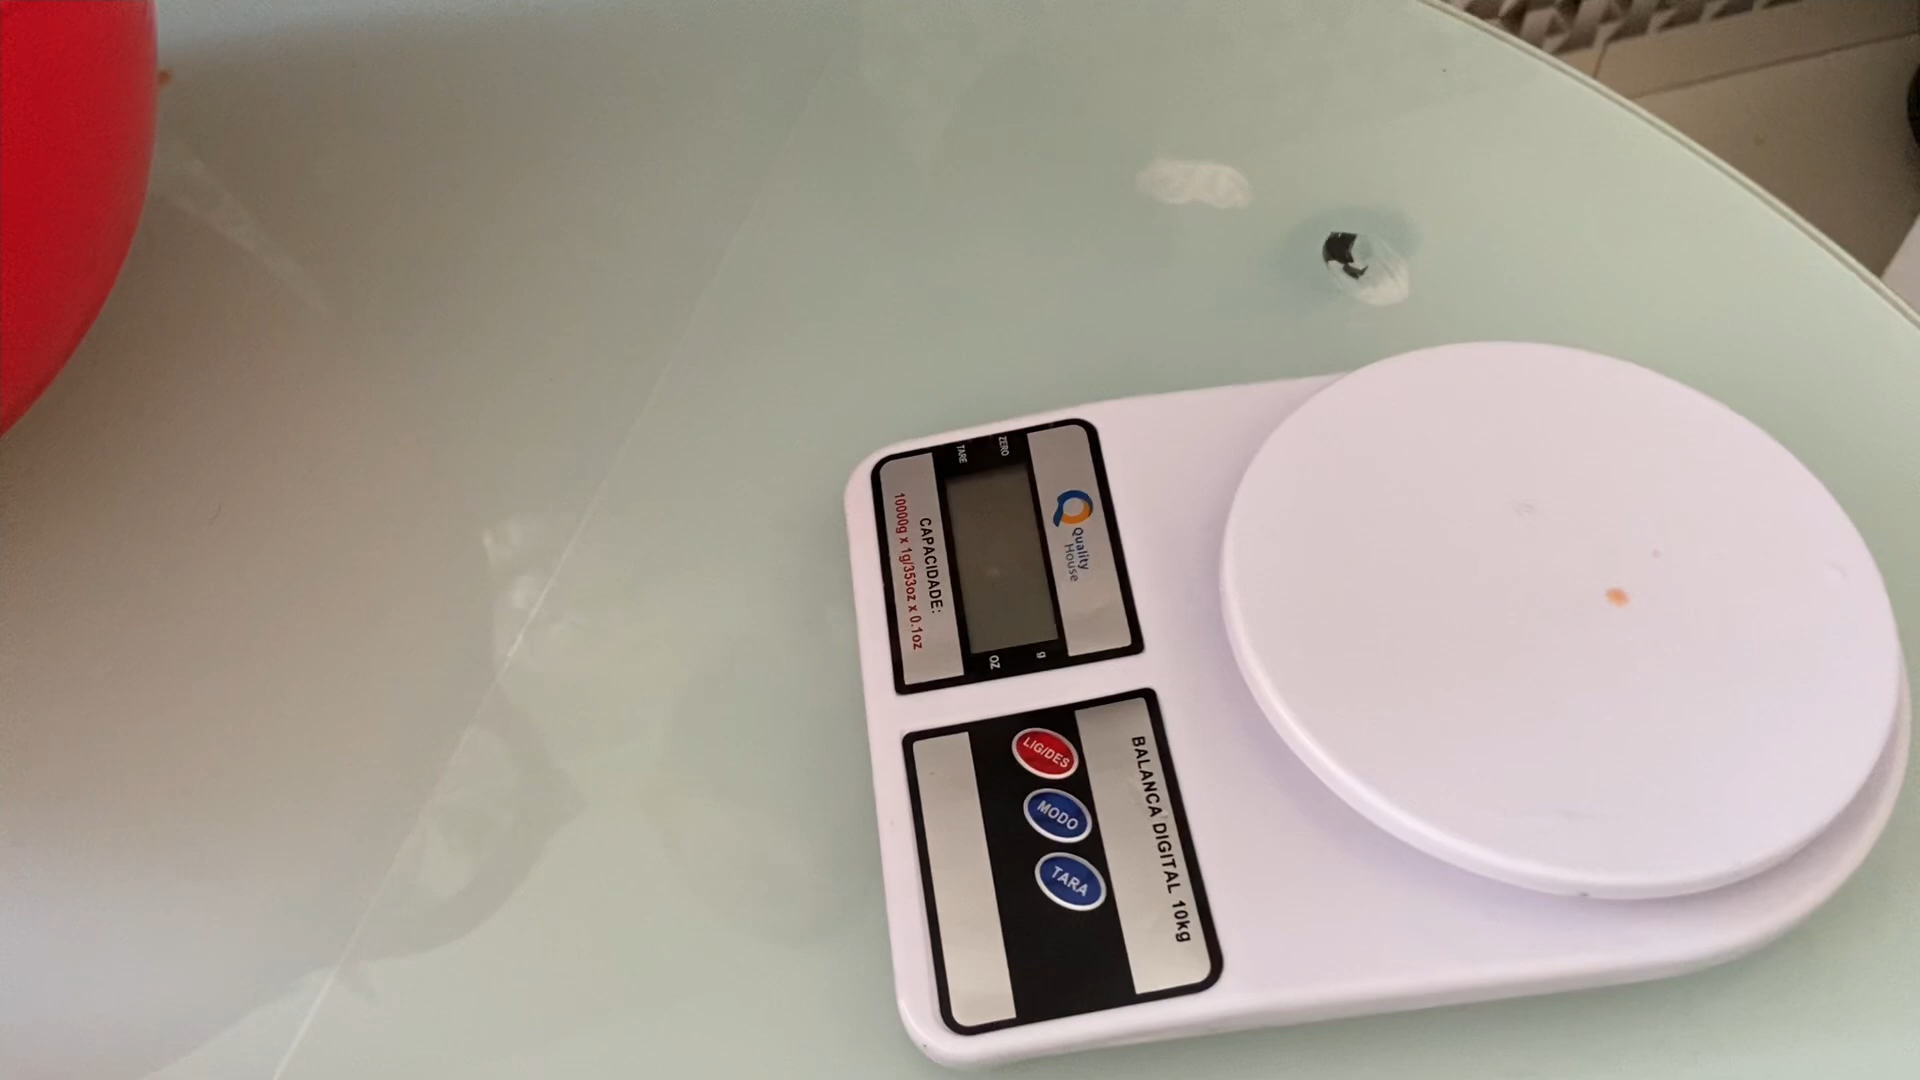 Quality
House
ZERO
TARE
g
OZ
CAPACIDADE:
10000g x 1g/353oz x 0.1oz
BALANCA DIGITAL 10kg
LIG/DES
MODO
TARA